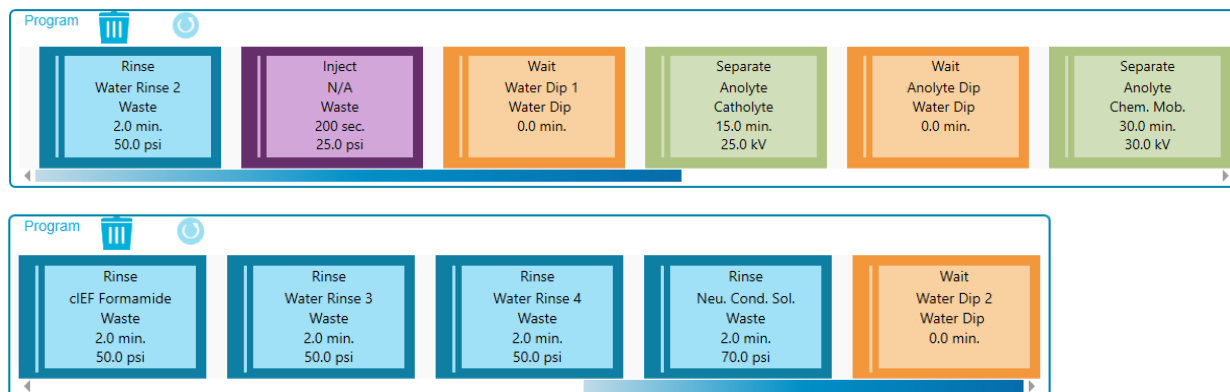 Program
Rinse
Water Rinse 2
Waste
2.0 min.
50.0 psi
Inject
N/A
Waste
200 sec.
25.0 psi
Wait
Water Dip 1
Water Dip
0.0 min.
Separate
Anolyte
Catholyte
15.0 min.
25.0 kV
Wait
Anolyte Dip
Water Dip
0.0 min.
Separate
Anolyte
Chem. Mob.
30.0 min.
30.0 kV
Program
Rinse
cIEF Formamide
Waste
2.0 min.
50.0 psi
Rinse
Water Rinse 3
Waste
2.0 min.
50.0 psi
Rinse
Water Rinse 4
Waste
2.0 min.
50.0 psi
Rinse
Neu. Cond. Sol.
Waste
2.0 min.
70.0 psi
Wait
Water Dip 2
Water Dip
0.0 min.